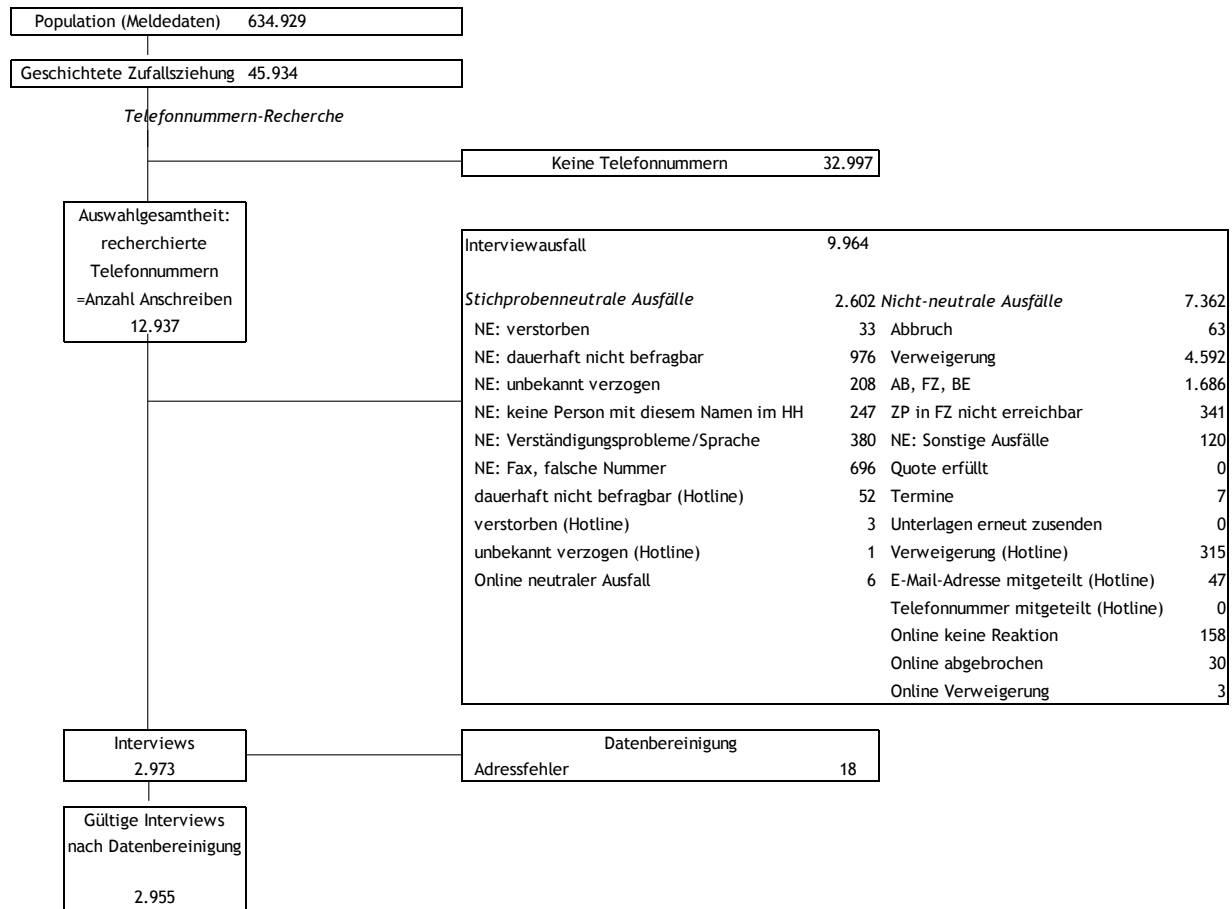 Population (Meldedaten) 634.929
Geschichtete Zufallsziehung 45.934
Telefonnummern-Recherche
Keine Telefonnummern 32.997
Auswahlgesamtheit:
recherchierte
Telefonnummern
=Anzahl Anschreiben
12.937
Interviewausfall 9.964
Stichprobenneutrale Ausfälle 2.602 Nicht-neutrale Ausfälle 7.362
NE: verstorben 33 Abbruch 63
NE: dauerhaft nicht befragbar 976 Verweigerung 4.592
NE: unbekannt verzogen 208 AB, FZ, BE 1.686
NE: keine Person mit diesem Namen im HH 247 ZP in FZ nicht erreichbar 341
NE: Verständigungsprobleme/Sprache 380 NE: Sonstige Ausfälle 120
NE: Fax, falsche Nummer 696 Quote erfüllt 0
dauerhaft nicht befragbar (Hotline) 52 Termine 7
verstorben (Hotline) 3 Unterlagen erneut zusenden 0
unbekannt verzogen (Hotline) 1 Verweigerung (Hotline) 315
Online neutraler Ausfall 6 E-Mail-Adresse mitgeteilt (Hotline) 47
Telefonnummer mitgeteilt (Hotline) 0
Online keine Reaktion 158
Online abgebrochen 30
Online Verweigerung 3
Interviews
2.973
Datenbereinigung
Adressfehler 18
Gültige Interviews
nach Datenbereinigung
2.955